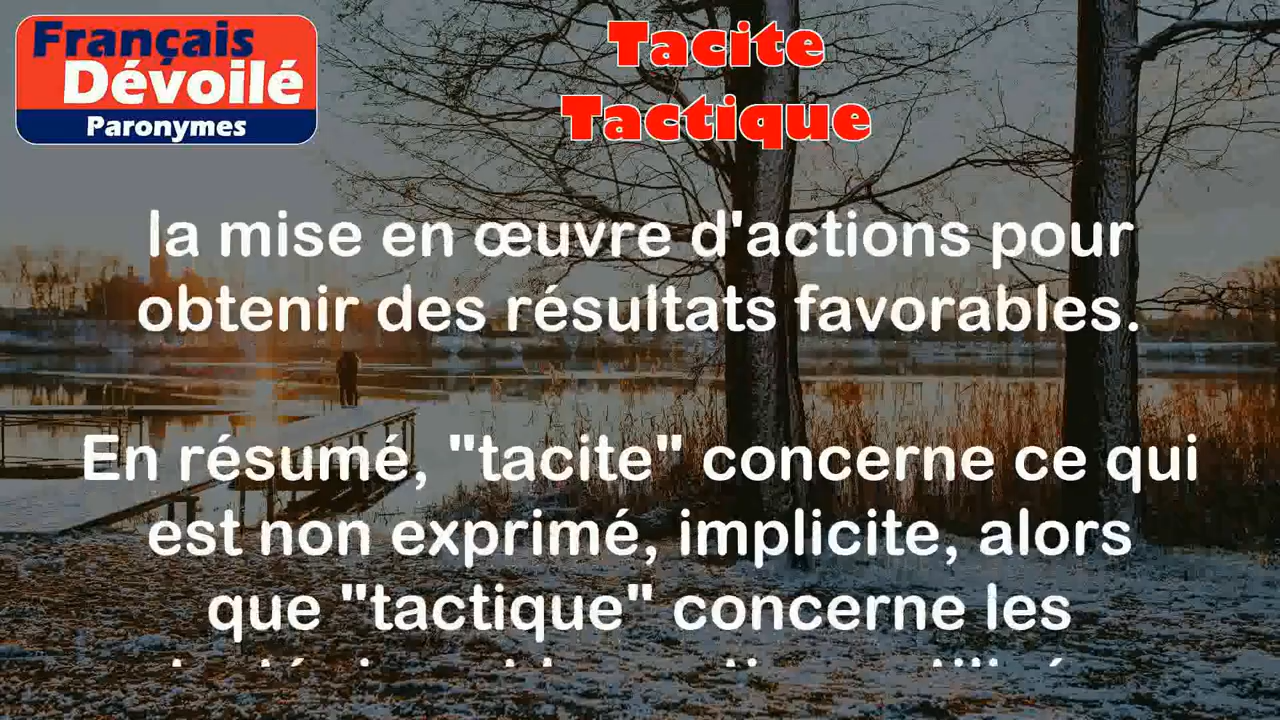 Français
Dévoilé
Paronymes
Tacite
Tactique
la mise en œuvre d'actions pour
obtenir des résultats favorables.
En résumé, "tacite" concerne ce qui
est non exprimé, implicite, alors
que "tactique" concerne les